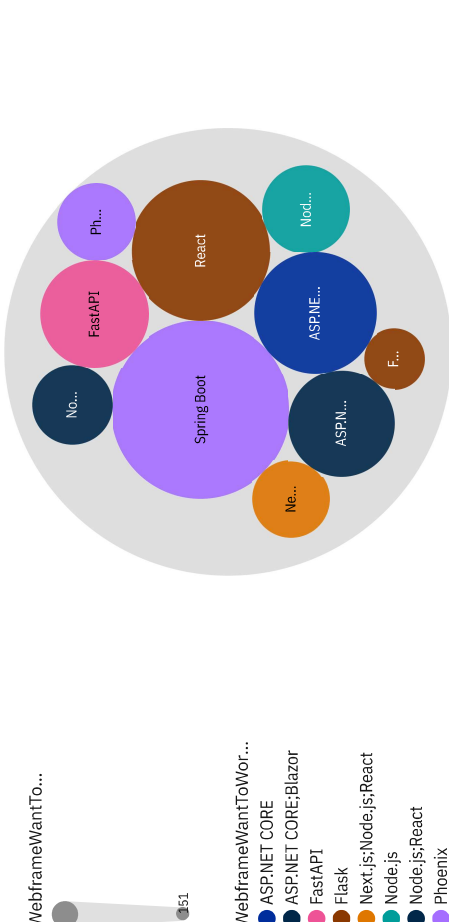 Ph...
FastAPI
No...
React
Spring Boot
Nod...
ASP.NE...
ASP.N...
Ne...
F...
WebframeWantTo...
151
WebframeWantToWor...
ASP.NET CORE
ASP.NET CORE;Blazor
FastAPI
Flask
Next.js;Node.js;React
Node.js
Node.js;React
Phoenix